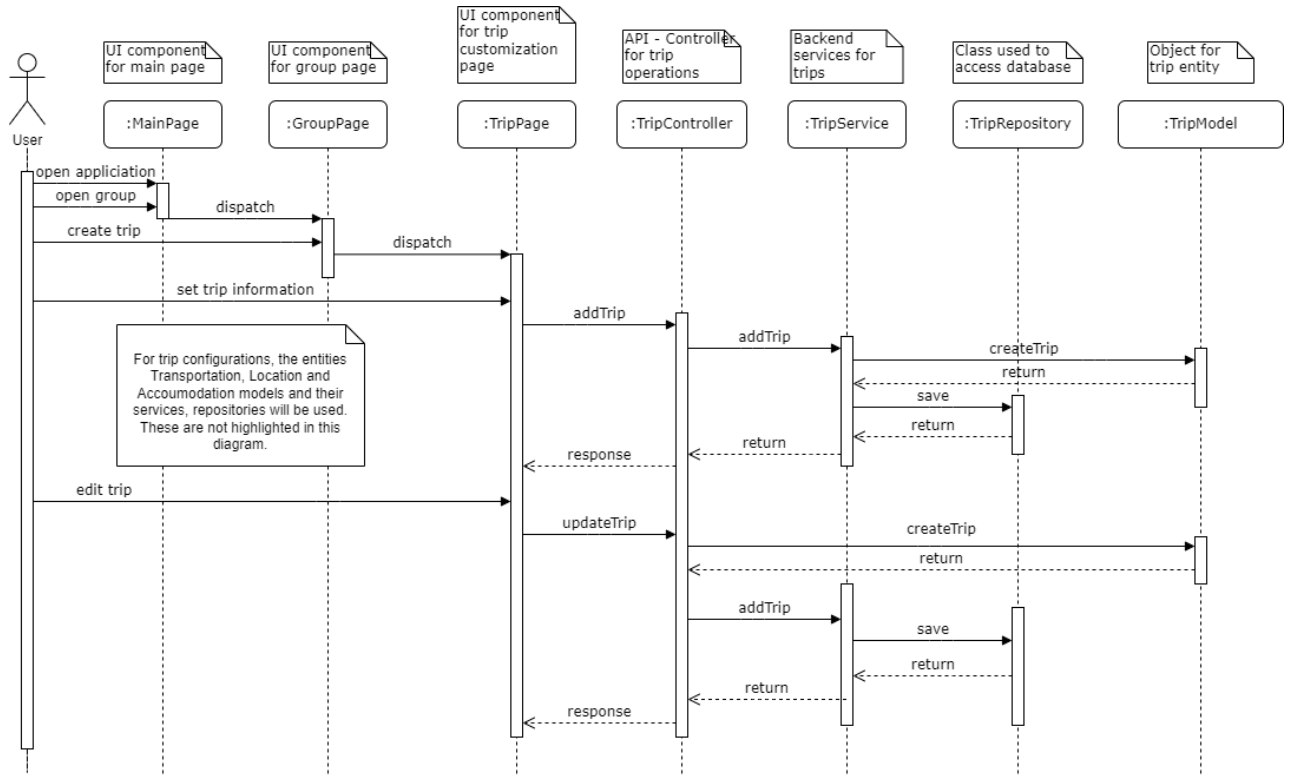 UI component
for main page
UI component
for group page
UI component
for trip
customization
page
API - Controller
for trip
operations
Backend
services for
trips
Class used to
access database
Object for
trip entity
User
:MainPage
:GroupPage
:TripPage
:TripController
:TripService
:TripRepository
:TripModel
open appliciation
open group
dispatch
create trip
dispatch
set trip information
addTrip
addTrip
createTrip
return
save
return
return
response
For trip configurations, the entities
Transportation, Location and
Accoumodation models and their
services, repositories will be used.
These are not highlighted in this
diagram.
edit trip
updateTrip
createTrip
return
addTrip
save
return
return
response